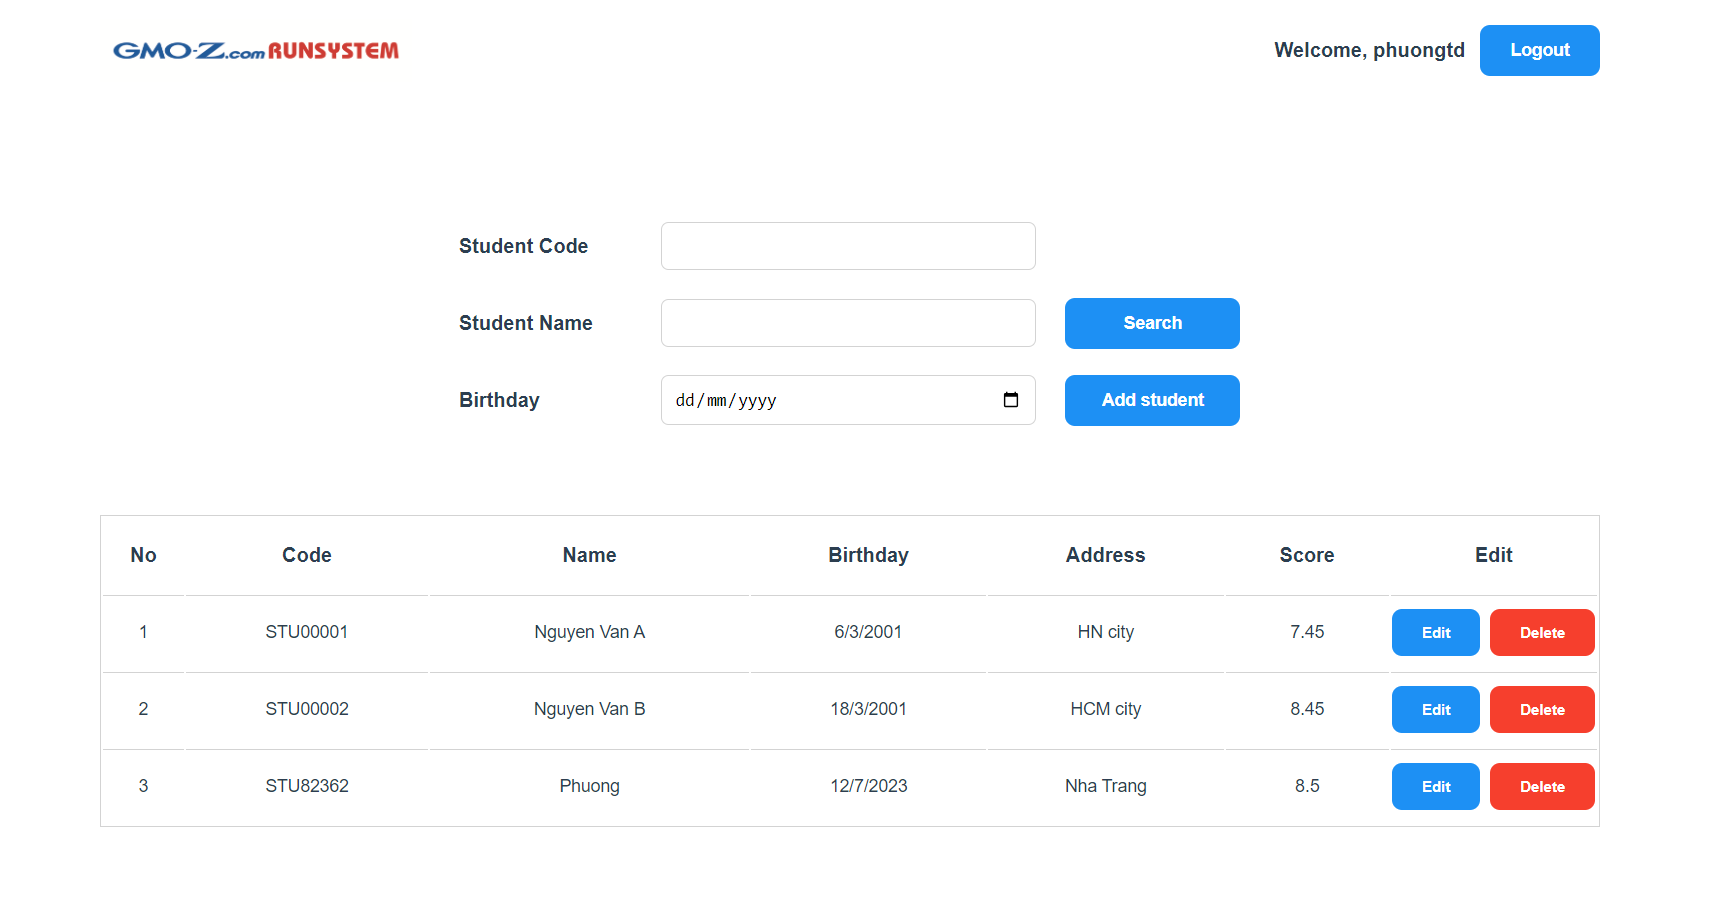 GMO-Z.com RUNSYSTEM
Welcome, phuongtd
Logout
Student Code
Student Name
Search
Birthday
dd/mm/yyyy
Add student
No Code Name Birthday Address Score Edit
1 STU00001 Nguyen Van A 6/3/2001 HN city 7.45 Edit Delete
2 STU00002 Nguyen Van B 18/3/2001 HCM city 8.45 Edit Delete
3 STU82362 Phuong 12/7/2023 Nha Trang 8.5 Edit Delete